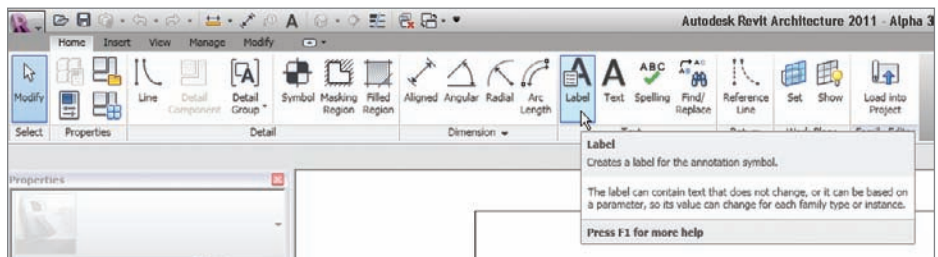 Autodesk Revit Architecture 2011 - Alpha 3
Home Insert View Manage Modify
Modify
Line
Detail Component
Detail Group
Symbol
Masking Region
Filled Region
Aligned
Angular
Radial
Arc Length
Label
Text
ABC
Spelling
Find/ Replace
Reference Line
Set
Show
Load into Project
Select Properties Detail Dimension
Label
Creates a label for the annotation symbol.
The label can contain text that does not change, or it can be based on
a parameter, so its value can change for each family type or instance.
Press F1 for more help
Properties